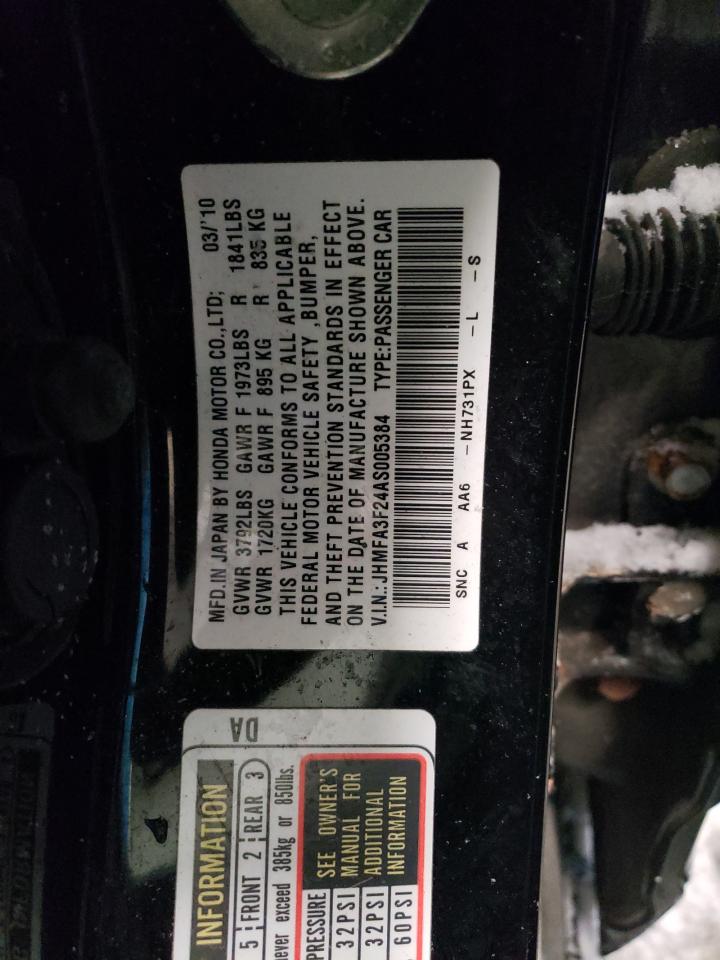 MFD.IN JAPAN BY HONDA MOTOR CO.,LTD; 03/'10
GVWR 3792LBS GAWR F 1973LBS R 1841LBS
GVWR 1720KG GAWR F 895 KG R 835 KG
THIS VEHICLE CONFORMS TO ALL APPLICABLE
FEDERAL MOTOR VEHICLE SAFETY ,BUMPER,
AND THEFT PREVENTION STANDARDS IN EFFECT
ON THE DATE OF MANUFACTURE SHOWN ABOVE.
V.I.N.:JHMFA3F24AS005384 TYPE:PASSENGER CAR
SNC A AA6 -NH731PX -L -S
DA
INFORMATION
5 FRONT 2 REAR 3
never exceed 385kg or 850lbs.
PRESSURE
32PSI
32PSI
60PSI
SEE OWNER'S
MANUAL FOR
ADDITIONAL
INFORMATION